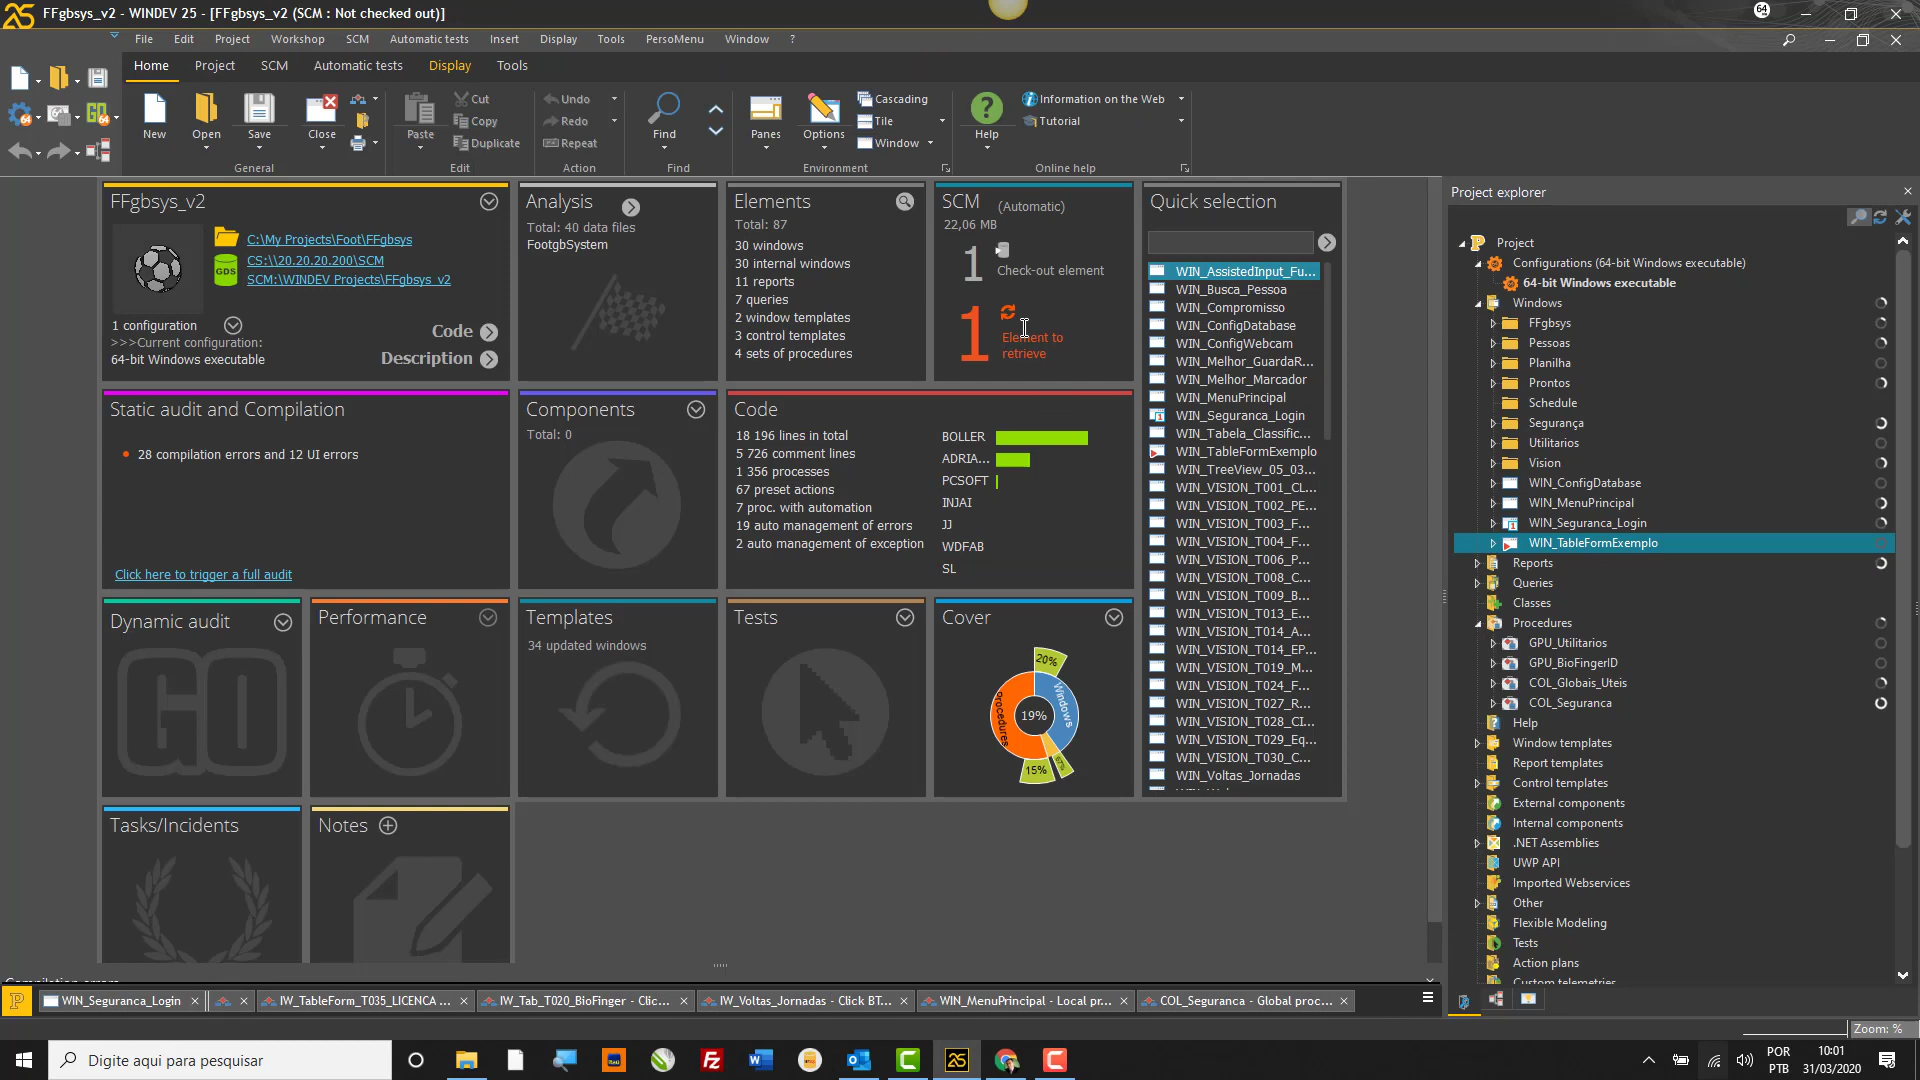 FFgbsys_v2 - WINDEV 25 - [FFgbsys_v2 (SCM : Not checked out)]
64
File Edit Project Workshop SCM Automatic tests Insert Display Tools PersoMenu Window ?
Home Project SCM Automatic tests Display Tools
New Open Save Close
Paste
Cut
Copy
Duplicate
Undo
Redo
Repeat
Find
Panes Options
Cascading
Tile
Window
Help
Information on the Web
Tutorial
General Edit Action Find Environment Online help
FFgbsys_v2
C:\My Projects\Foot\FFgbsys
GDS
CS:\\20.20.20.200\SCM
SCM:\WINDEV Projects\FFgbsys_v2
1 configuration
>>>Current configuration:
64-bit Windows executable
Code
Description
Analysis
Total: 40 data files
FootgbSystem
Elements
Total: 87
30 windows
30 internal windows
11 reports
7 queries
2 window templates
3 control templates
4 sets of procedures
SCM (Automatic)
22,06 MB
1 Check-out element
1 Element to
retrieve
Quick selection
WIN_AssistedInput_Fu...
WIN_Busca_Pessoa
WIN_Compromisso
WIN_ConfigDatabase
WIN_ConfigWebcam
WIN_Melhor_GuardaR...
WIN_Melhor_Marcador
WIN_MenuPrincipal
WIN_Seguranca_Login
WIN_Tabela_Classific...
WIN_TableFormExemplo
WIN_TreeView_05_03...
WIN_VISION_T001_CL...
WIN_VISION_T002_PE...
WIN_VISION_T003_F...
WIN_VISION_T004_F...
WIN_VISION_T006_P...
WIN_VISION_T008_C...
WIN_VISION_T009_B...
WIN_VISION_T013_E...
WIN_VISION_T014_A...
WIN_VISION_T014_EP...
WIN_VISION_T019_M...
WIN_VISION_T024_F...
WIN_VISION_T027_R...
WIN_VISION_T028_CI...
WIN_VISION_T029_Eq...
WIN_VISION_T030_C...
WIN_Voltas_Jornadas
Static audit and Compilation
28 compilation errors and 12 UI errors
Click here to trigger a full audit
Components
Total: 0
Code
18 196 lines in total
5 726 comment lines
1 356 processes
67 preset actions
7 proc. with automation
19 auto management of errors
2 auto management of exception
BOLLER
ADRIA...
PCSOFT
INJAI
JJ
WDFAB
SL
Dynamic audit
GO
Performance
Templates
34 updated windows
Tests
Cover
20%
Windows
Procedures
19%
15%
Tasks/Incidents
Notes
Project explorer
Project
Configurations (64-bit Windows executable)
64-bit Windows executable
Windows
FFgbsys
Pessoas
Planilha
Prontos
Schedule
Segurança
Utilitarios
Vision
WIN_ConfigDatabase
WIN_MenuPrincipal
WIN_Seguranca_Login
WIN_TableFormExemplo
Reports
Queries
Classes
Procedures
GPU_Utilitarios
GPU_BioFingerID
COL_Globais_Uteis
COL_Seguranca
Help
Window templates
Report templates
Control templates
External components
Internal components
.NET Assemblies
UWP API
Imported Webservices
Other
Flexible Modeling
Tests
Action plans
Custom telemetries
WIN_Seguranca_Login
IW_TableForm_T035_LICENCA ...
IW_Tab_T020_BioFinger - Clic...
IW_Voltas_Jornadas - Click BT...
WIN_MenuPrincipal - Local pr...
COL_Seguranca - Global proc...
Zoom: %
Digite aqui para pesquisar
POR
PTB
10:01
31/03/2020